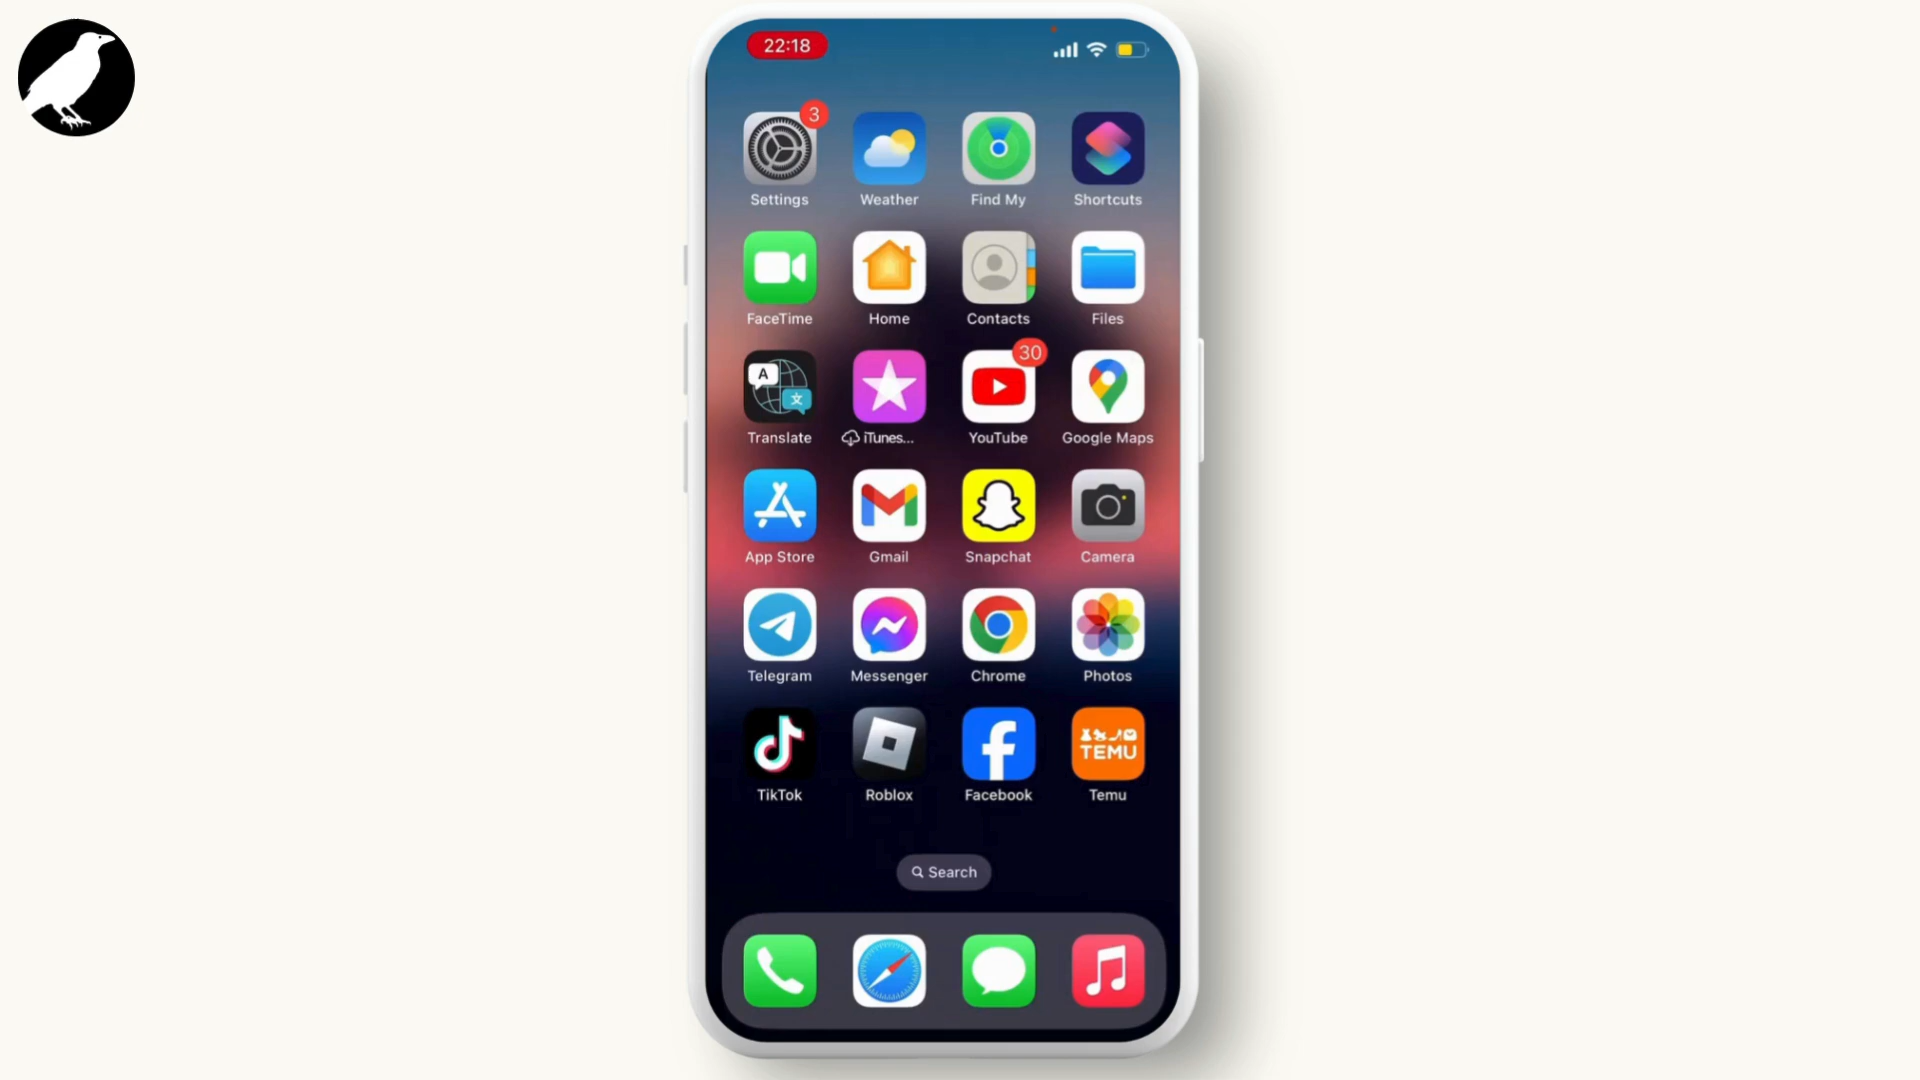 22:18
3
Settings Weather Find My Shortcuts
FaceTime Home Contacts Files
30
A 文
Translate iTunes... YouTube Google Maps
App Store Gmail Snapchat Camera
Telegram Messenger Chrome Photos
TEMU
TikTok Roblox Facebook Temu
Search